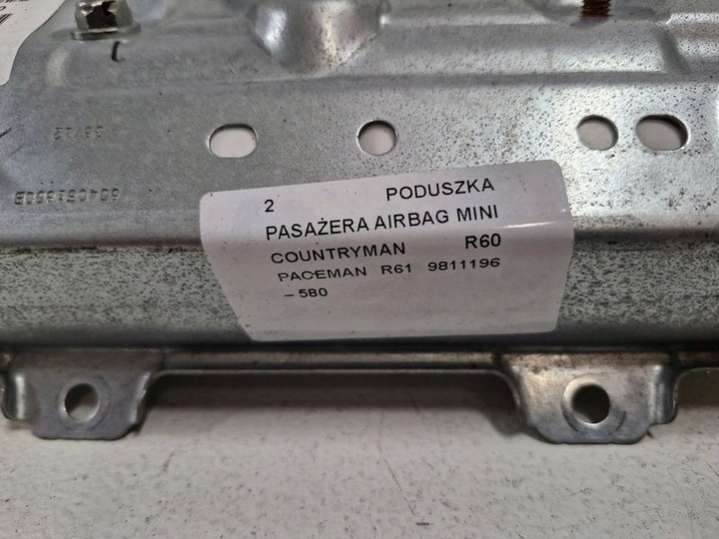 2 PODUSZKA
PASAŻERA AIRBAG MINI
COUNTRYMAN R60
PACEMAN R61 9811196
- 580